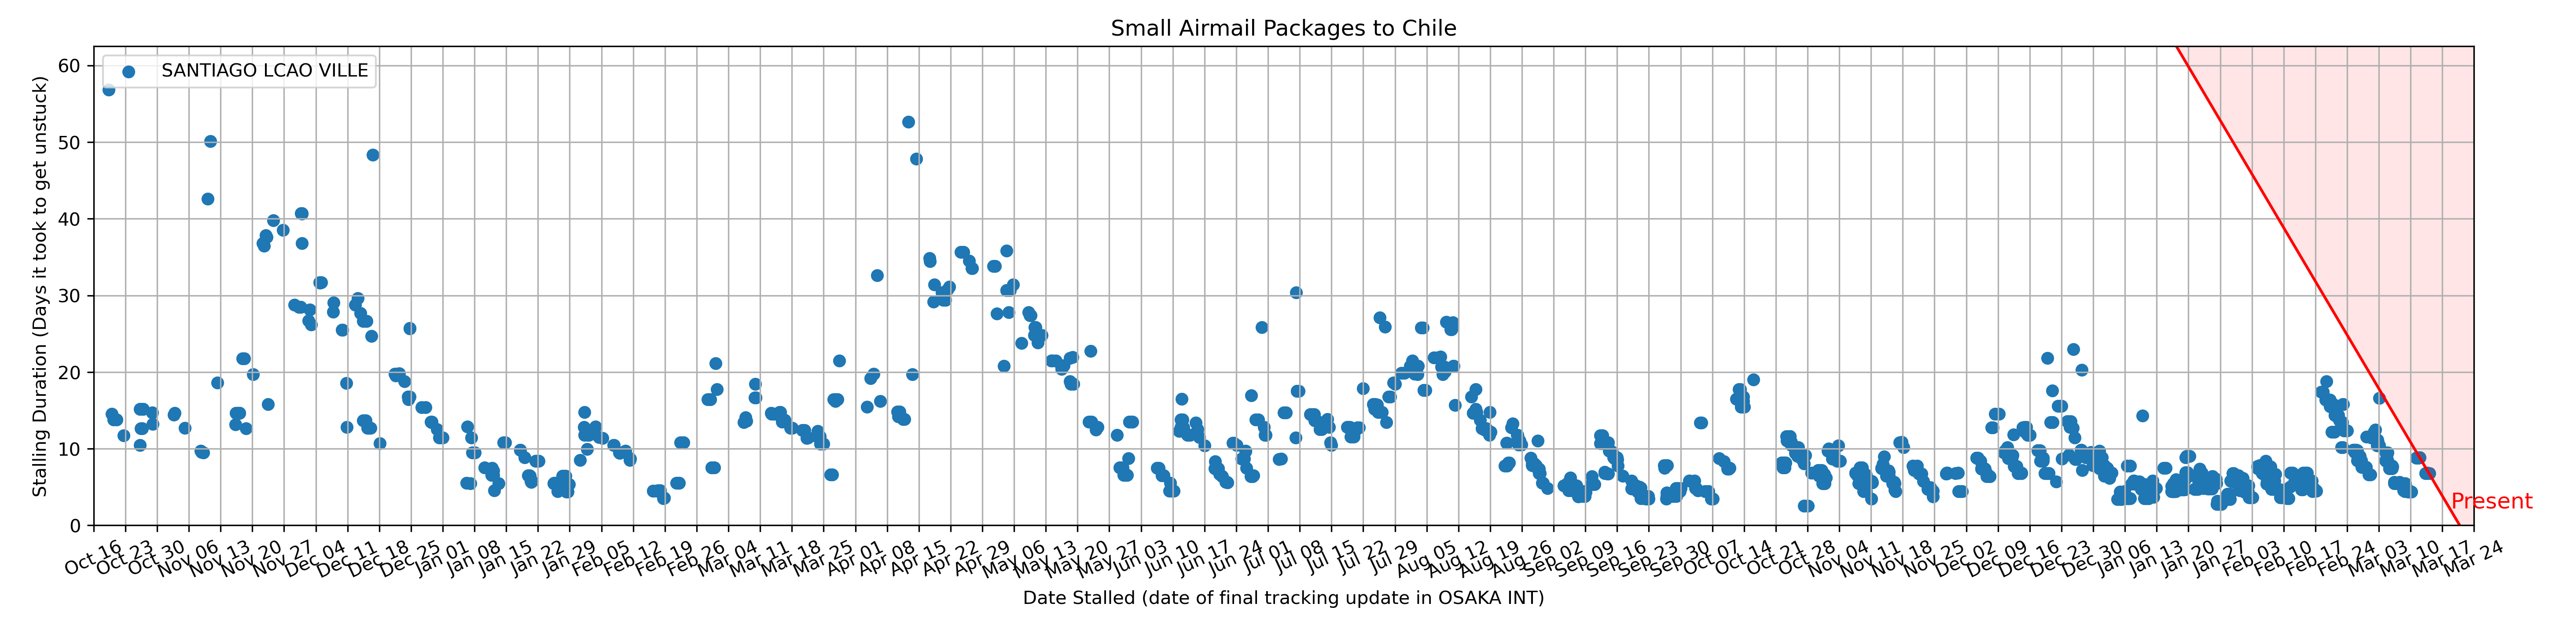 Small Airmail Packages to Chile
SANTIAGO LCAO VILLE
Stalling Duration (Days it took to get unstuck)
60
50
40
30
20
10
0
Present
Oct 16 Oct 23 Oct 30 Nov 06 Nov 13 Nov 20 Nov 27 Dec 04 Dec 11 Dec 18 Dec 25 Jan 01 Jan 08 Jan 15 Jan 22 Jan 29 Feb 05 Feb 12 Feb 19 Feb 26 Mar 04 Mar 11 Mar 18 Mar 25 Apr 01 Apr 08 Apr 15 Apr 22 Apr 29 May 06 May 13 May 20 May 27 Jun 03 Jun 10 Jun 17 Jun 24 Jul 01 Jul 08 Jul 15 Jul 22 Jul 29 Aug 05 Aug 12 Aug 19 Aug 26 Sep 02 Sep 09 Sep 16 Sep 23 Sep 30 Oct 07 Oct 14 Oct 21 Oct 28 Nov 04 Nov 11 Nov 18 Nov 25 Dec 02 Dec 09 Dec 16 Dec 23 Dec 30 Jan 06 Jan 13 Jan 20 Jan 27 Feb 03 Feb 10 Feb 17 Feb 24 Mar 03 Mar 10 Mar 17 Mar 24
Date Stalled (date of final tracking update in OSAKA INT)